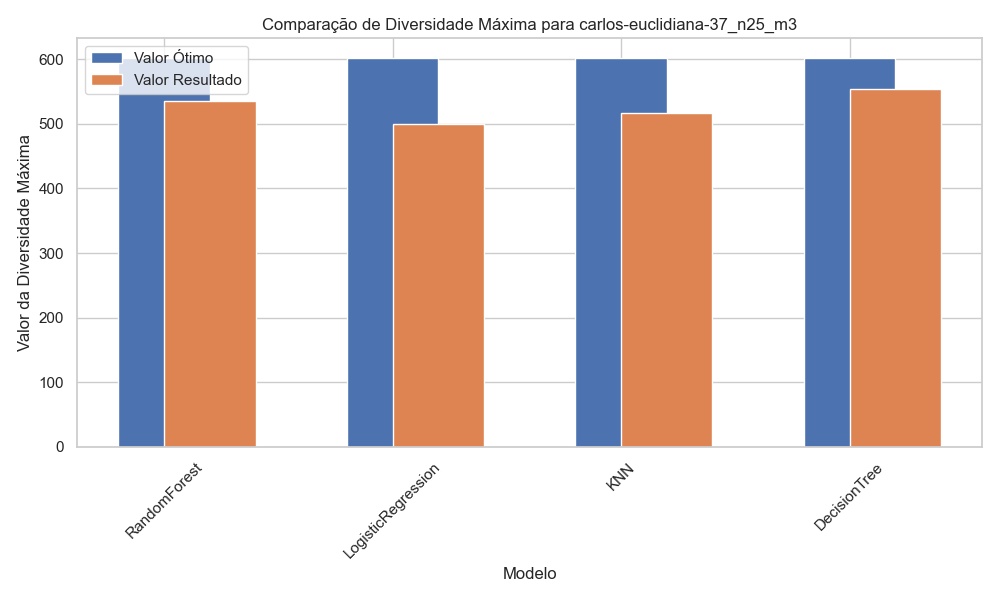 Comparação de Diversidade Máxima para carlos-euclidiana-37_n25_m3
Valor Ótimo
Valor Resultado
Valor da Diversidade Máxima
600
500
400
300
200
100
0
RandomForest
LogisticRegression
KNN
DecisionTree
Modelo